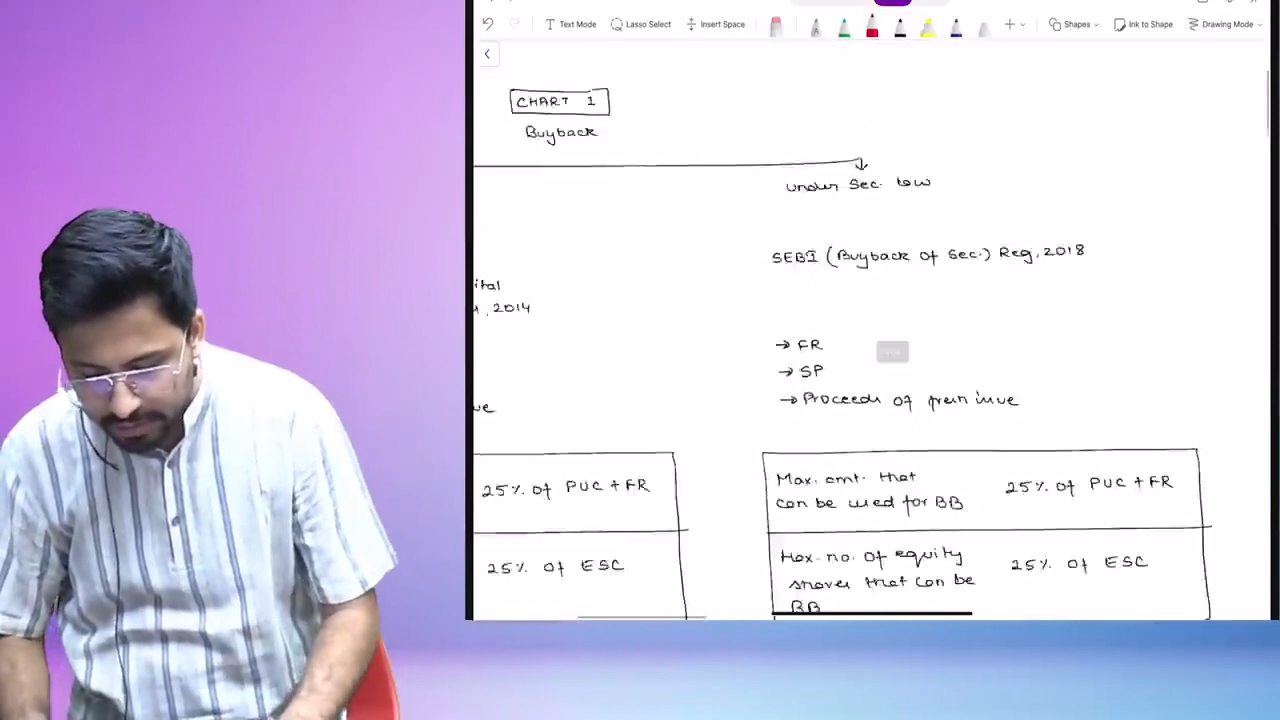 Text Mode Lasso Select Insert Space Shapes Ink to Shape Drawing Mode
CHART 1
Buyback
under Sec. law
SEBI (Buyback of Sec.) Reg, 2018
ital
, 2014
→ FR
→ SP
→ Proceeds of
ue
25% of PUC + FR
Max. amt. that
can be used for BB
25% of PUC + FR
25% of ESC
Max. no. of equity
shares that can be
BB
25% of ESC